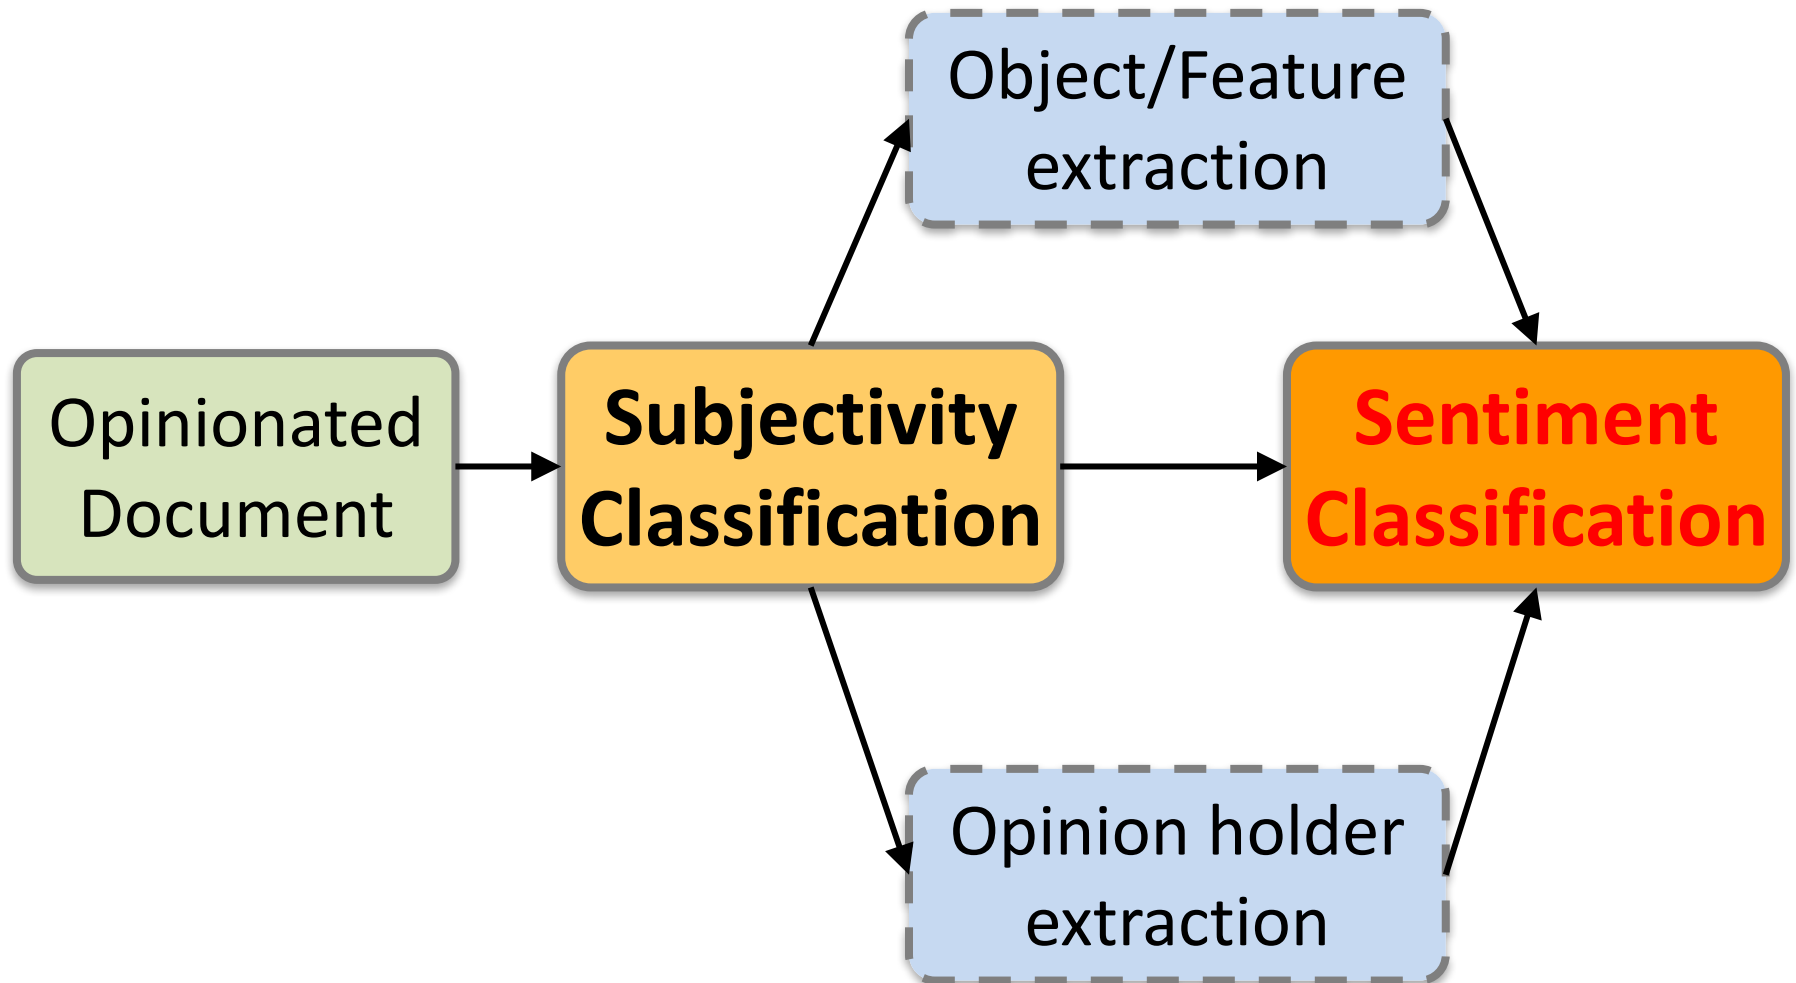 Object/Feature
extraction
Opinionated
Document
Subjectivity
Classification
Sentiment
Classification
Opinion holder
extraction